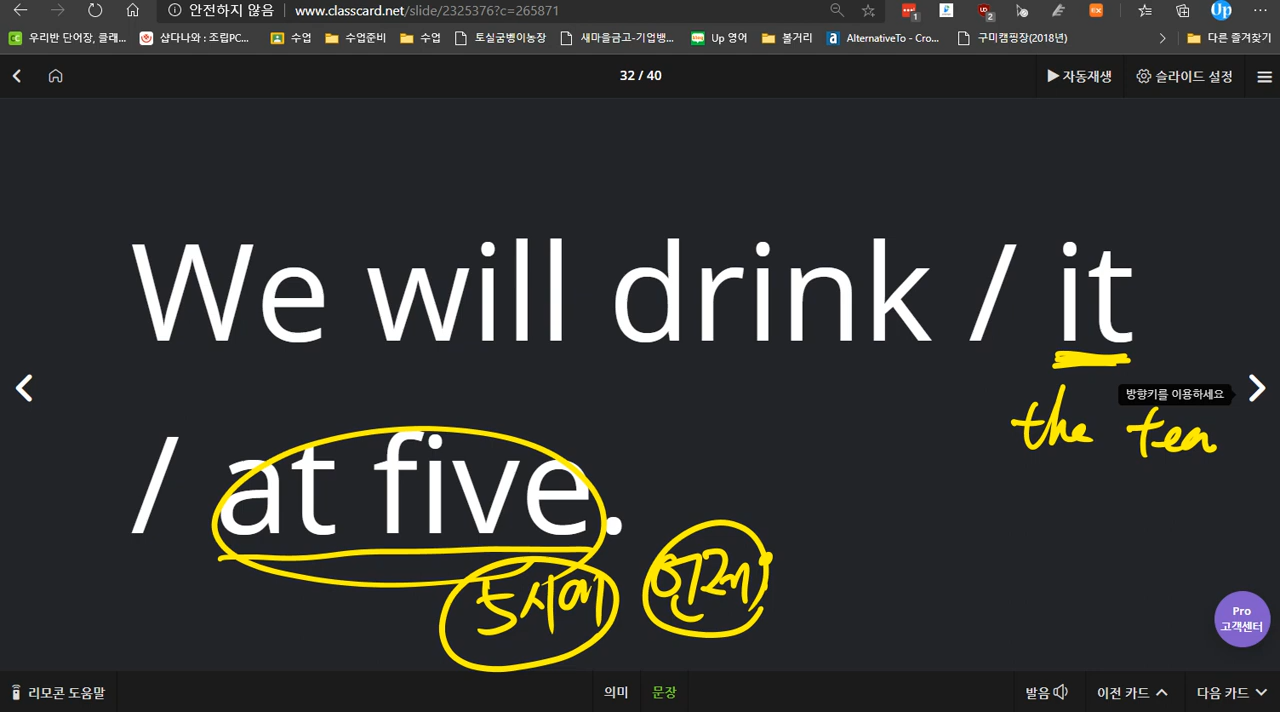 안전하지 않음 | www.classcard.net/slide/2325376?c=265871
우리반 단어장, 클래... 샵다나와 : 조립PC... 수업 수업준비 수업 토실굼벵이농장 새마을금고-기업뱅... Up 영어 볼거리 AlternativeTo - Cro... 구미캠핑장(2018년) 다른 즐겨찾기
32 / 40 자동재생 슬라이드 설정
We will drink / it
방향키를 이용하세요
the tea
/ at five.
5시에 언제
Pro
고객센터
리모콘 도움말 의미 문장 발음 이전 카드 다음 카드